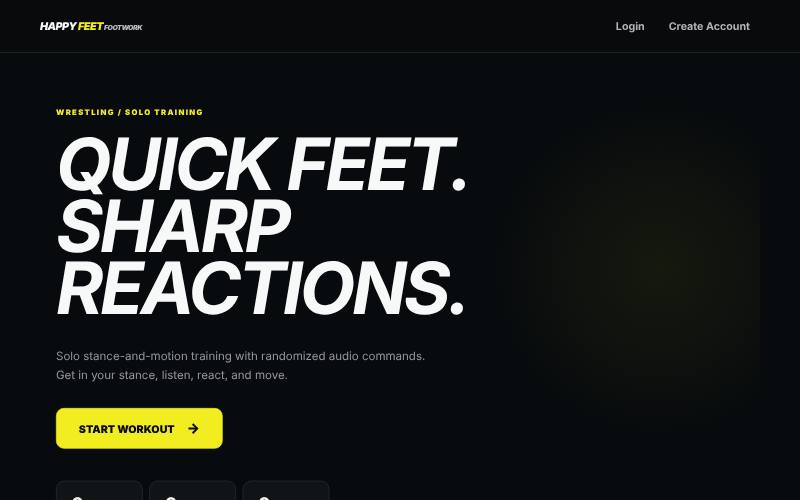 HAPPY FEET FOOTWORK
Login
Create Account
WRESTLING / SOLO TRAINING
QUICK FEET.
SHARP
REACTIONS.
Solo stance-and-motion training with randomized audio commands.
Get in your stance, listen, react, and move.
START WORKOUT →